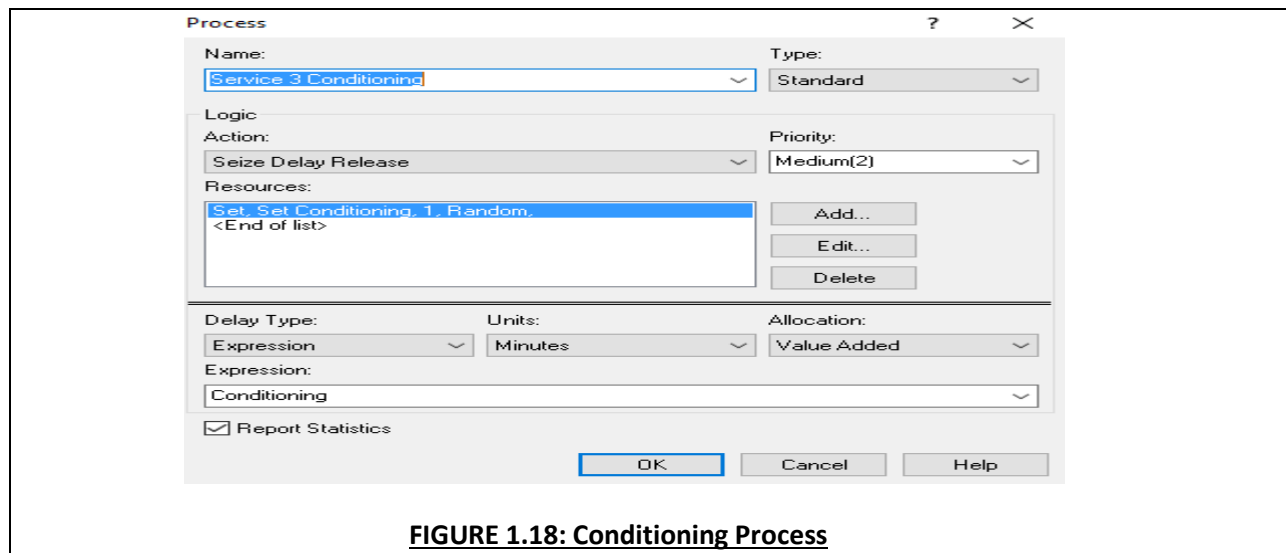 Process ?
Name: Type:
Service 3 Conditioning Standard
Logic
Action: Priority:
Seize Delay Release Medium(2)
Resources:
Set, Set Conditioning, 1, Random,
<End of list>
Add...
Edit...
Delete
Delay Type: Units: Allocation:
Expression Minutes Value Added
Expression:
Conditioning
Report Statistics
OK Cancel Help
FIGURE 1.18: Conditioning Process